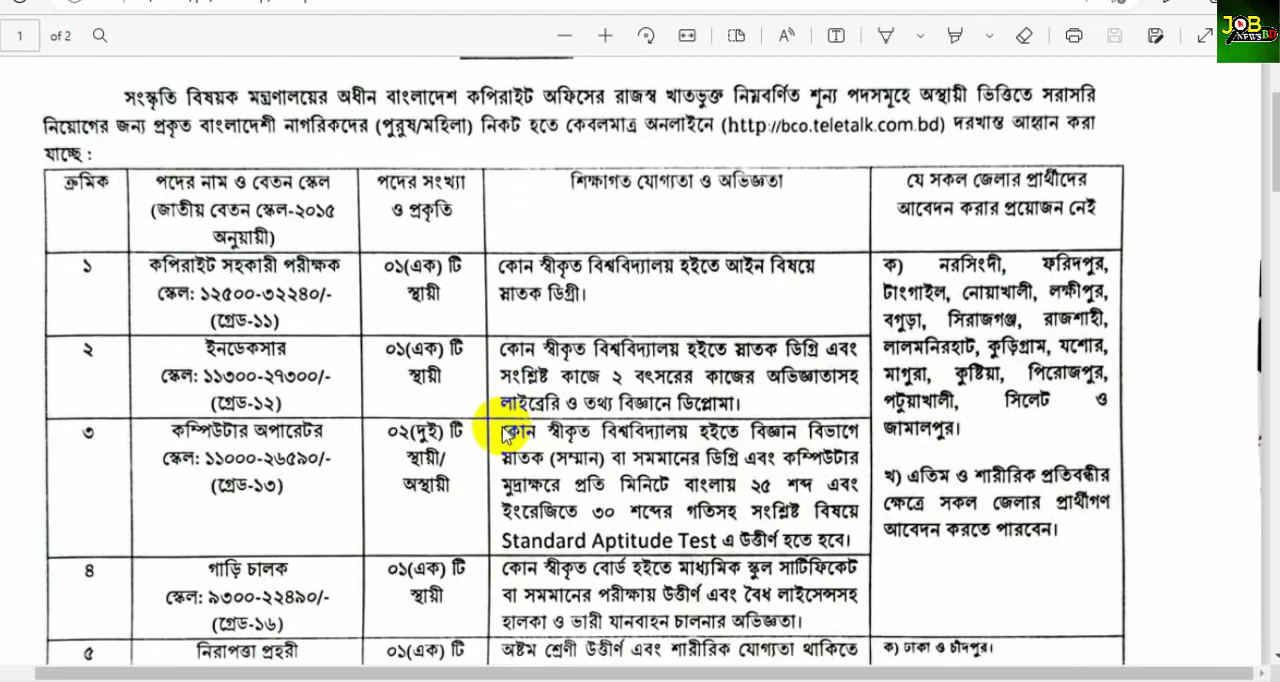 1 of 2
JOB
NEWS BD
সংস্কৃতি বিষয়ক মন্ত্রণালয়ের অধীন বাংলাদেশ কপিরাইট অফিসের রাজস্ব খাতভুক্ত নিম্নবর্ণিত শূন্য পদসমূহে অস্থায়ী ভিত্তিতে সরাসরি
নিয়োগের জন্য প্রকৃত বাংলাদেশী নাগরিকদের (পুরুষ/মহিলা) নিকট হতে কেবলমাত্র অনলাইনে (http://bco.teletalk.com.bd) দরখাস্ত আহ্বান করা
যাচ্ছে :
ক্রমিক
পদের নাম ও বেতন স্কেল
(জাতীয় বেতন স্কেল-২০১৫
অনুযায়ী)
পদের সংখ্যা
ও প্রকৃতি
শিক্ষাগত যোগ্যতা ও অভিজ্ঞতা
যে সকল জেলার প্রার্থীদের
আবেদন করার প্রয়োজন নেই
১
কপিরাইট সহকারী পরীক্ষক
স্কেল: ১২৫০০-৩২২৪০/-
(গ্রেড-১১)
০১(এক) টি
স্থায়ী
কোন স্বীকৃত বিশ্ববিদ্যালয় হইতে আইন বিষয়ে
স্নাতক ডিগ্রী।
ক) নরসিংদী, ফরিদপুর,
টাংগাইল, নোয়াখালী, লক্ষীপুর,
বগুড়া, সিরাজগঞ্জ, রাজশাহী,
লালমনিরহাট, কুড়িগ্রাম, যশোর,
মাগুরা, কুষ্টিয়া, পিরোজপুর,
পটুয়াখালী, সিলেট ও
জামালপুর।
খ) এতিম ও শারীরিক প্রতিবন্ধীর
ক্ষেত্রে সকল জেলার প্রার্থীগণ
আবেদন করতে পারবেন।
২
ইনডেকসার
স্কেল: ১১৩০০-২৭৩০০/-
(গ্রেড-১২)
০১(এক) টি
স্থায়ী
কোন স্বীকৃত বিশ্ববিদ্যালয় হইতে স্নাতক ডিগ্রি এবং
সংশ্লিষ্ট কাজে ২ বৎসরের কাজের অভিজ্ঞতাসহ
লাইব্রেরি ও তথ্য বিজ্ঞানে ডিপ্লোমা।
৩
কম্পিউটার অপারেটর
স্কেল: ১১০০০-২৬৫৯০/-
(গ্রেড-১৩)
০২(দুই) টি
স্থায়ী/
অস্থায়ী
কোন স্বীকৃত বিশ্ববিদ্যালয় হইতে বিজ্ঞান বিভাগে
স্নাতক (সম্মান) বা সমমানের ডিগ্রি এবং কম্পিউটার
মুদ্রাক্ষরে প্রতি মিনিটে বাংলায় ২৫ শব্দ এবং
ইংরেজিতে ৩০ শব্দের গতিসহ সংশ্লিষ্ট বিষয়ে
Standard Aptitude Test এ উত্তীর্ণ হতে হবে।
৪
গাড়ি চালক
স্কেল: ৯৩০০-২২৪৯০/-
(গ্রেড-১৬)
০১(এক) টি
স্থায়ী
কোন স্বীকৃত বোর্ড হইতে মাধ্যমিক স্কুল সার্টিফিকেট
বা সমমানের পরীক্ষায় উত্তীর্ণ এবং বৈধ লাইসেন্সসহ
হালকা ও ভারী যানবাহন চালনার অভিজ্ঞতা।
৫
নিরাপত্তা প্রহরী
০১(এক) টি
অষ্টম শ্রেণী উত্তীর্ণ এবং শারীরিক যোগ্যতা থাকিতে
ক) ঢাকা ও চাঁদপুর।